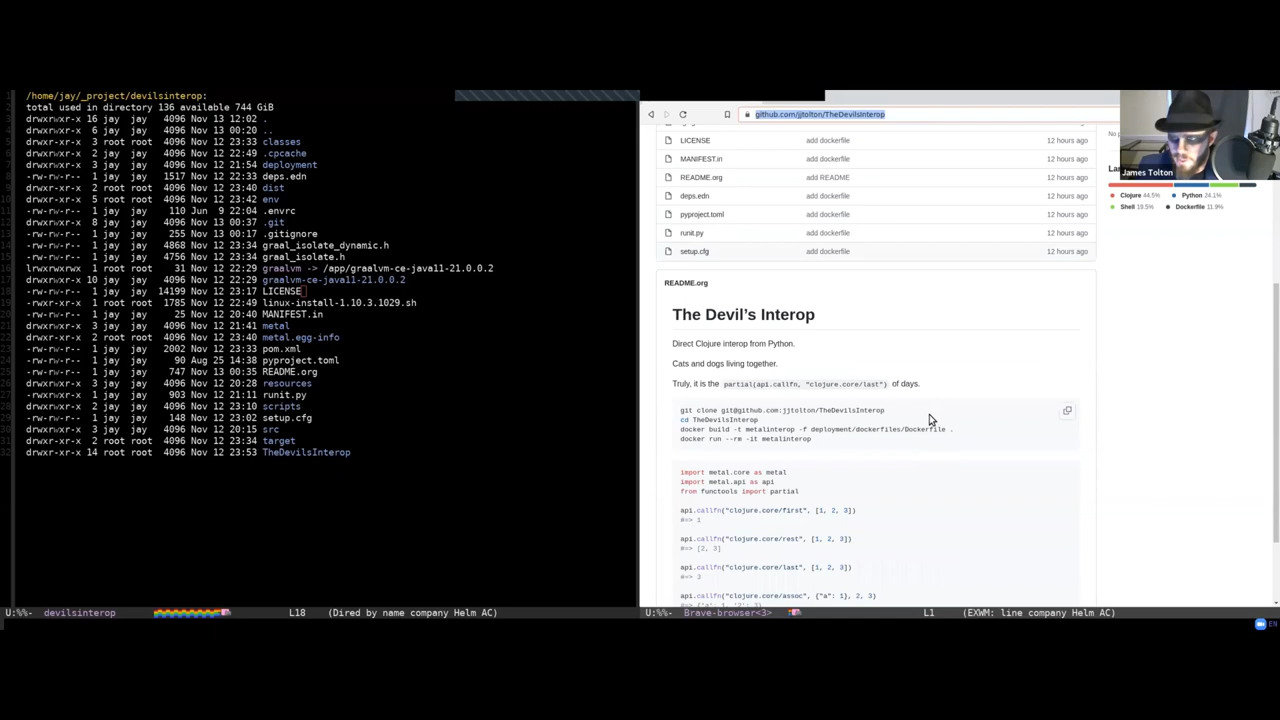 /home/jay/_project/devilsinterop:
total used in directory 136 available 744 GiB
drwxrwxr-x 16 jay jay 4096 Nov 13 12:02 .
drwxrwxr-x 6 jay jay 4096 Nov 13 00:20 ..
drwxrwxr-x 3 jay jay 4096 Nov 12 23:33 classes
drwxrwxr-x 3 jay jay 4096 Nov 12 22:49 .cpcache
drwxrwxr-x 4 jay jay 4096 Nov 12 21:54 deployment
-rw-rw-r-- 1 jay jay 1517 Nov 12 22:33 deps.edn
drwxr-xr-x 2 root root 4096 Nov 12 23:40 dist
drwxr-xr-x 5 root root 4096 Nov 12 23:42 env
-rw-rw-r-- 1 jay jay 110 Jun 9 22:04 .envrc
drwxrwxr-x 8 jay jay 4096 Nov 13 00:37 .git
-rw-rw-r-- 1 jay jay 255 Nov 13 00:17 .gitignore
-rw-rw-r-- 1 jay jay 4868 Nov 12 23:34 graal_isolate_dynamic.h
-rw-rw-r-- 1 jay jay 4756 Nov 12 23:34 graal_isolate.h
lrwxrwxrwx 1 root root 31 Nov 12 22:29 graalvm -> /app/graalvm-ce-java11-21.0.0.2
drwxrwxr-x 10 jay jay 4096 Nov 12 22:29 graalvm-ce-java11-21.0.0.2
-rw-rw-r-- 1 jay jay 14199 Nov 12 23:17 LICENSE
-rwxr-xr-x 1 root root 1785 Nov 12 22:49 linux-install-1.10.3.1029.sh
-rw-rw-r-- 1 jay jay 25 Nov 12 20:40 MANIFEST.in
drwxrwxr-x 3 jay jay 4096 Nov 12 21:41 metal
drwxr-xr-x 2 root root 4096 Nov 12 23:40 metal.egg-info
-rw-rw-r-- 1 jay jay 2002 Nov 12 23:33 pom.xml
-rw-rw-r-- 1 jay jay 90 Aug 25 14:38 pyproject.toml
-rw-rw-r-- 1 jay jay 747 Nov 13 00:35 README.org
drwxr-xr-x 3 root root 4096 Nov 12 20:28 resources
-rw-rw-r-- 1 jay jay 903 Nov 12 21:11 runit.py
drwxrwxr-x 2 jay jay 4096 Nov 12 23:14 scripts
-rw-rw-r-- 1 jay jay 148 Nov 12 23:02 setup.cfg
drwxr-xr-x 3 root root 4096 Nov 12 20:15 src
drwxr-xr-x 2 root root 4096 Nov 12 23:34 target
drwxr-xr-x 14 root root 4096 Nov 12 23:53 TheDevilsInterop
U:%%- devilsinterop L18 (Dired by name company Helm AC)
github.com/jjtolton/TheDevilsInterop
LICENSE add dockerfile 12 hours ago
MANIFEST.in add dockerfile 12 hours ago
README.org add README 12 hours ago
deps.edn add dockerfile 12 hours ago
pyproject.toml add dockerfile 12 hours ago
runit.py add dockerfile 12 hours ago
setup.cfg add dockerfile 12 hours ago
README.org
The Devil's Interop
Direct Clojure interop from Python.
Cats and dogs living together.
Truly, it is the partial(api.callfn, "clojure.core/last") of days.
git clone git@github.com:jjtolton/TheDevilsInterop
cd TheDevilsInterop
docker build -t metalinterop -f deployment/dockerfiles/Dockerfile .
docker run --rm -it metalinterop
import metal.core as metal
import metal.api as api
from functools import partial
api.callfn("clojure.core/first", [1, 2, 3])
#=> 1
api.callfn("clojure.core/rest", [1, 2, 3])
#=> [2, 3]
api.callfn("clojure.core/last", [1, 2, 3])
#=> 3
api.callfn("clojure.core/assoc", {"a": 1}, 2, 3)
#=> {'a': 1, '2': 3}
No p
James Tolton
Lan
Clojure 44.5% Python 24.1%
Shell 19.5% Dockerfile 11.9%
U:%%- Brave-browser<3> L1 (EXWM: line company Helm AC)
EN